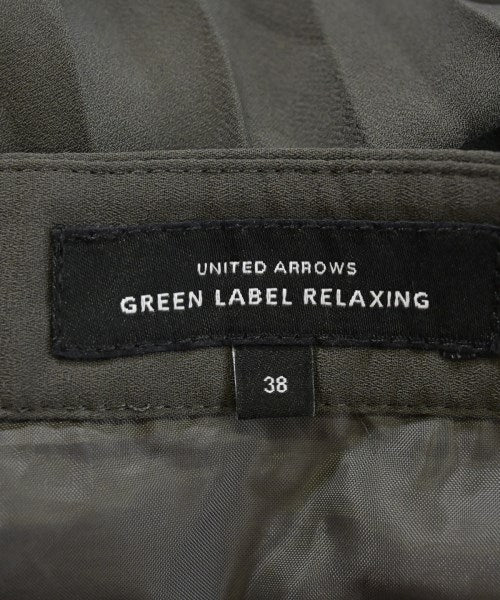 UNITED ARROWS
GREEN LABEL RELAXING
38